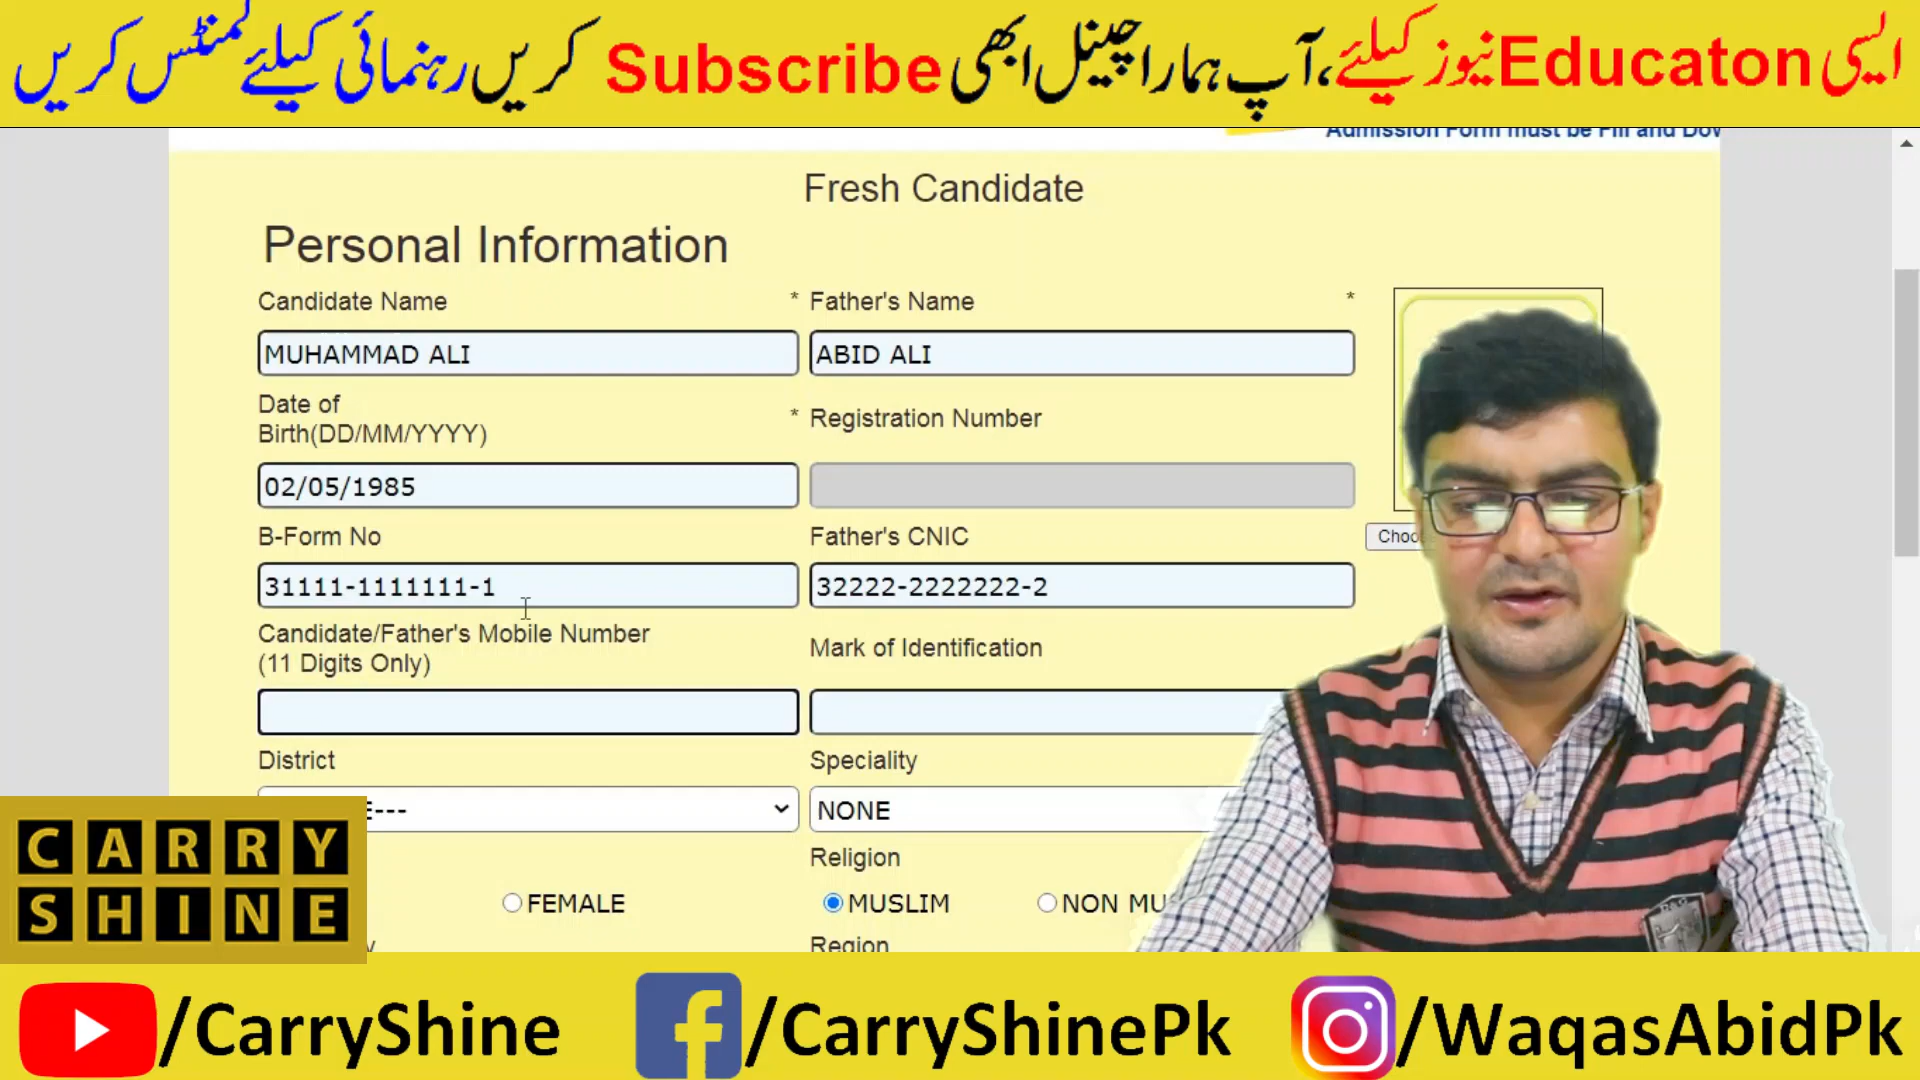 ایسی Educaton نیوز کیلئے، آپ ہمارا چینل ابھی Subscribe کریں رہنمائی کیلئے کمنٹس کریں
Fresh Candidate
Personal Information
Candidate Name * Father's Name *
MUHAMMAD ALI ABID ALI
Date of
Birth(DD/MM/YYYY) * Registration Number
02/05/1985
B-Form No Father's CNIC
31111-1111111-1 32222-2222222-2
Candidate/Father's Mobile Number
(11 Digits Only) Mark of Identification
District Speciality
NONE
Religion
FEMALE MUSLIM NON
Region
CARRY
SHINE
/CarryShine /CarryShinePk /WaqasAbidPk